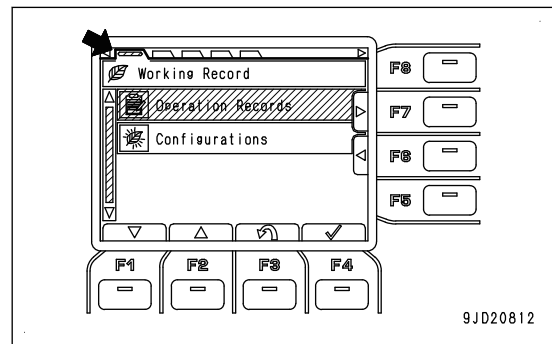 F8
Working Record
Operation Records
F7
Configurations
F6
F5
F1 F2 F3 F4
9JD20812